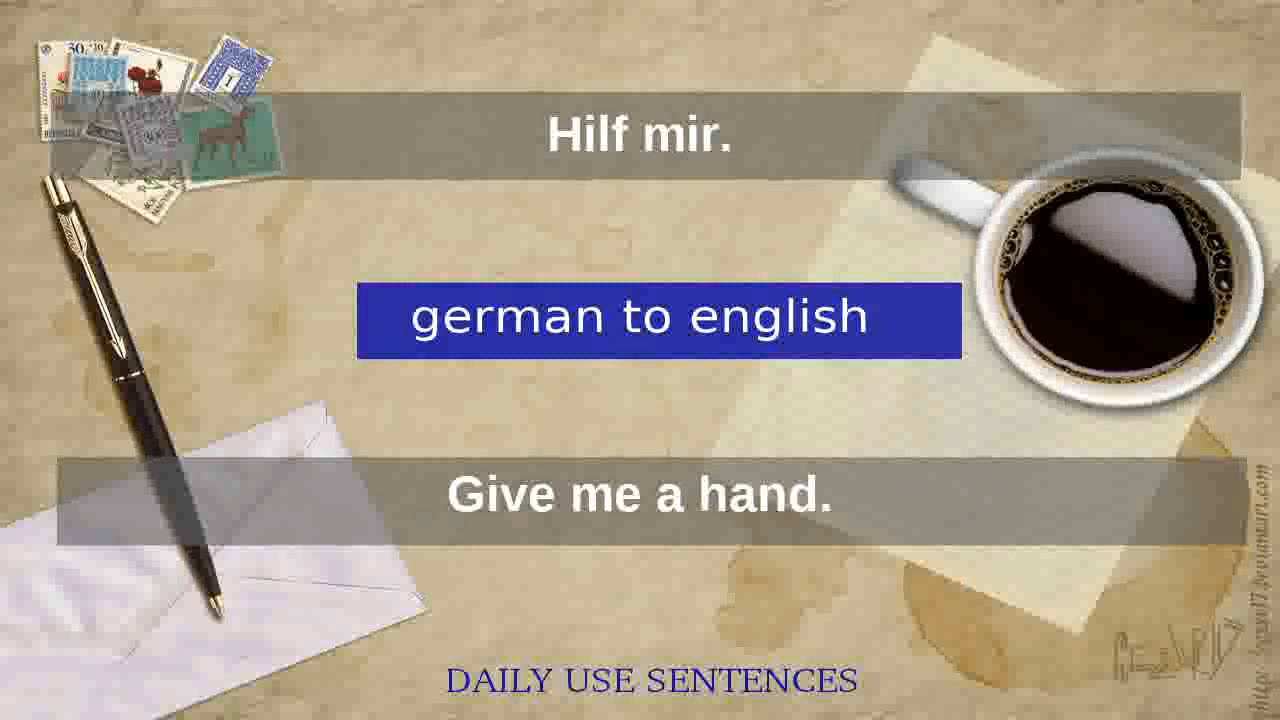 Hilf mir.
german to english
Give me a hand.
DAILY USE SENTENCES